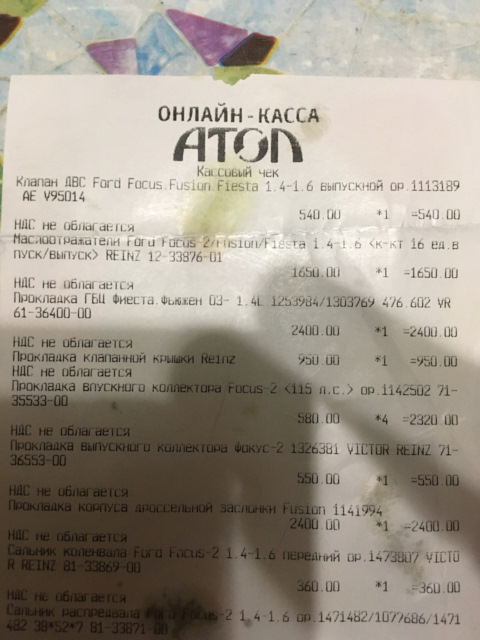 ОНЛАЙН-КАССА
АТОЛ
Кассовый чек
Клапан ДВС Ford Focus.Fusion.Fiesta 1.4-1.6 выпускной ор.1113189
AE V95014
540.00 *1 =540.00
НДС не облагается
Маслоотражатели Ford Focus-2/Fusion/Fiesta 1.4-1.6 <к-кт 16 ед.в
пуск/выпуск> REINZ 12-33876-01
1650.00 *1 =1650.00
НДС не облагается
Прокладка ГБЦ Фиеста.Фьюжен 03- 1.4L 1253984/1303769 476.602 VR
61-36400-00
2400.00 *1 =2400.00
НДС не облагается
Прокладка клапанной крышки Reinz 950.00 *1 =950.00
НДС не облагается
Прокладка впускного коллектора Focus-2 <115 л.с.> ор.1142502 71-
35533-00
580.00 *4 =2320.00
НДС не облагается
Прокладка выпускного коллектора Фокус-2 1326381 VICTOR REINZ 71-
36553-00
550.00 *1 =550.00
НДС не облагается
Прокладка корпуса дроссельной заслонки Fusion 1141994
2400.00 *1 =2400.00
НДС не облагается
Сальник коленвала Ford Focus-2 1.4-1.6 передний ор.1473807 VICTO
R REINZ 81-33869-00
360.00 *1 =360.00
НДС не облагается
Сальник распредвала Ford Focus-2 1.4-1.6 ор.1471482/1077686/1471
482 38*52*7 81-33871-00